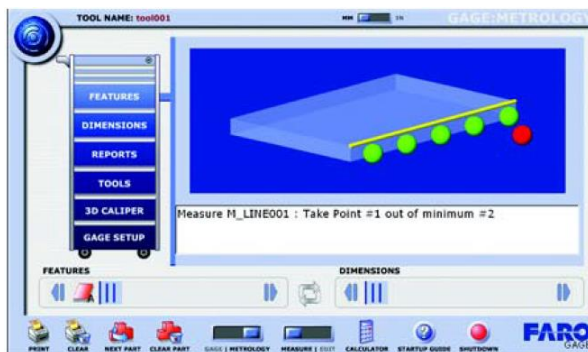 TOOL NAME: tool001
MM IN
GAGE:METROLOGY
FEATURES
DIMENSIONS
REPORTS
TOOLS
3D CALIPER
GAGE SETUP
Measure M_LINE001 : Take Point #1 out of minimum #2
FEATURES
DIMENSIONS
A
PRINT
CLEAR
NEXT PART
CLEAR PART
GAGE | METROLOGY
MEASURE | EDIT
CALCULATOR
STARTUP GUIDE
SHUTDOWN
FARO
GAGE